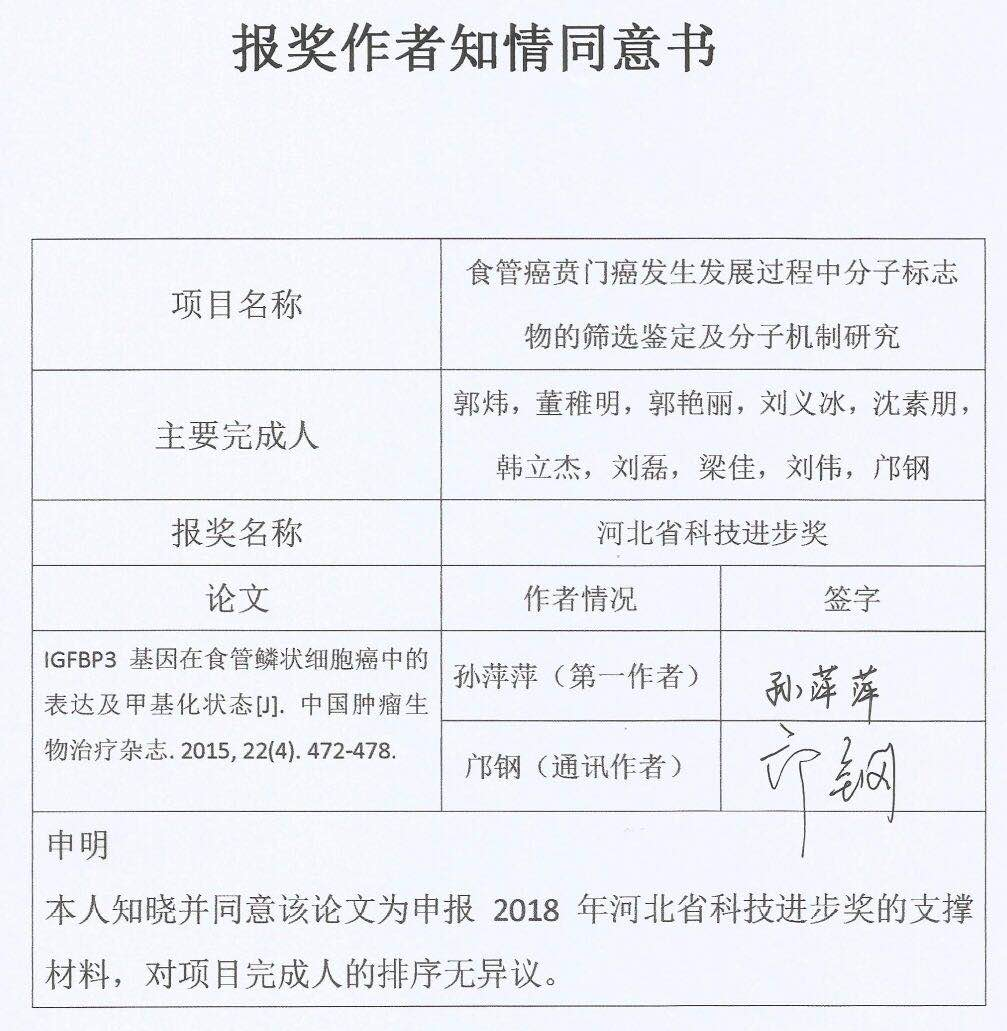 报奖作者知情同意书
项目名称
食管癌贲门癌发生发展过程中分子标志
物的筛选鉴定及分子机制研究
主要完成人
郭炜，董稚明，郭艳丽，刘义冰，沈素朋，
韩立杰，刘磊，梁佳，刘伟，邝钢
报奖名称
河北省科技进步奖
论文
作者情况
签字
IGFBP3 基因在食管鳞状细胞癌中的
表达及甲基化状态[J]. 中国肿瘤生
物治疗杂志. 2015, 22(4). 472-478.
孙萍萍（第一作者）
孙萍萍
邝钢（通讯作者）
邝钢
申明
本人知晓并同意该论文为申报 2018 年河北省科技进步奖的支撑
材料，对项目完成人的排序无异议。